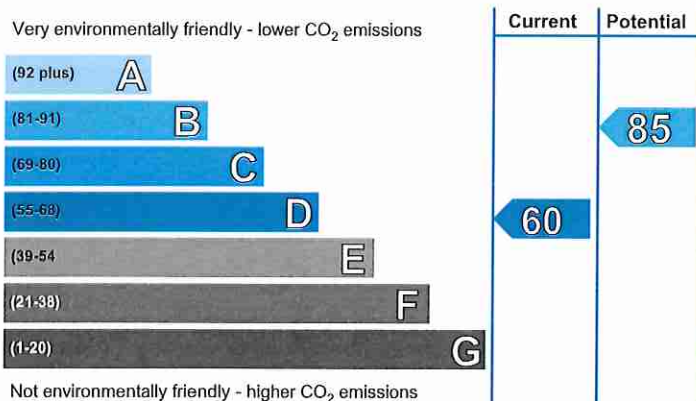 Very environmentally friendly - lower CO₂ emissions
Current
Potential
(92 plus) A
(81-91) B
85
(69-80) C
(55-68) D
60
(39-54 E
(21-38) F
(1-20) G
Not environmentally friendly - higher CO₂ emissions